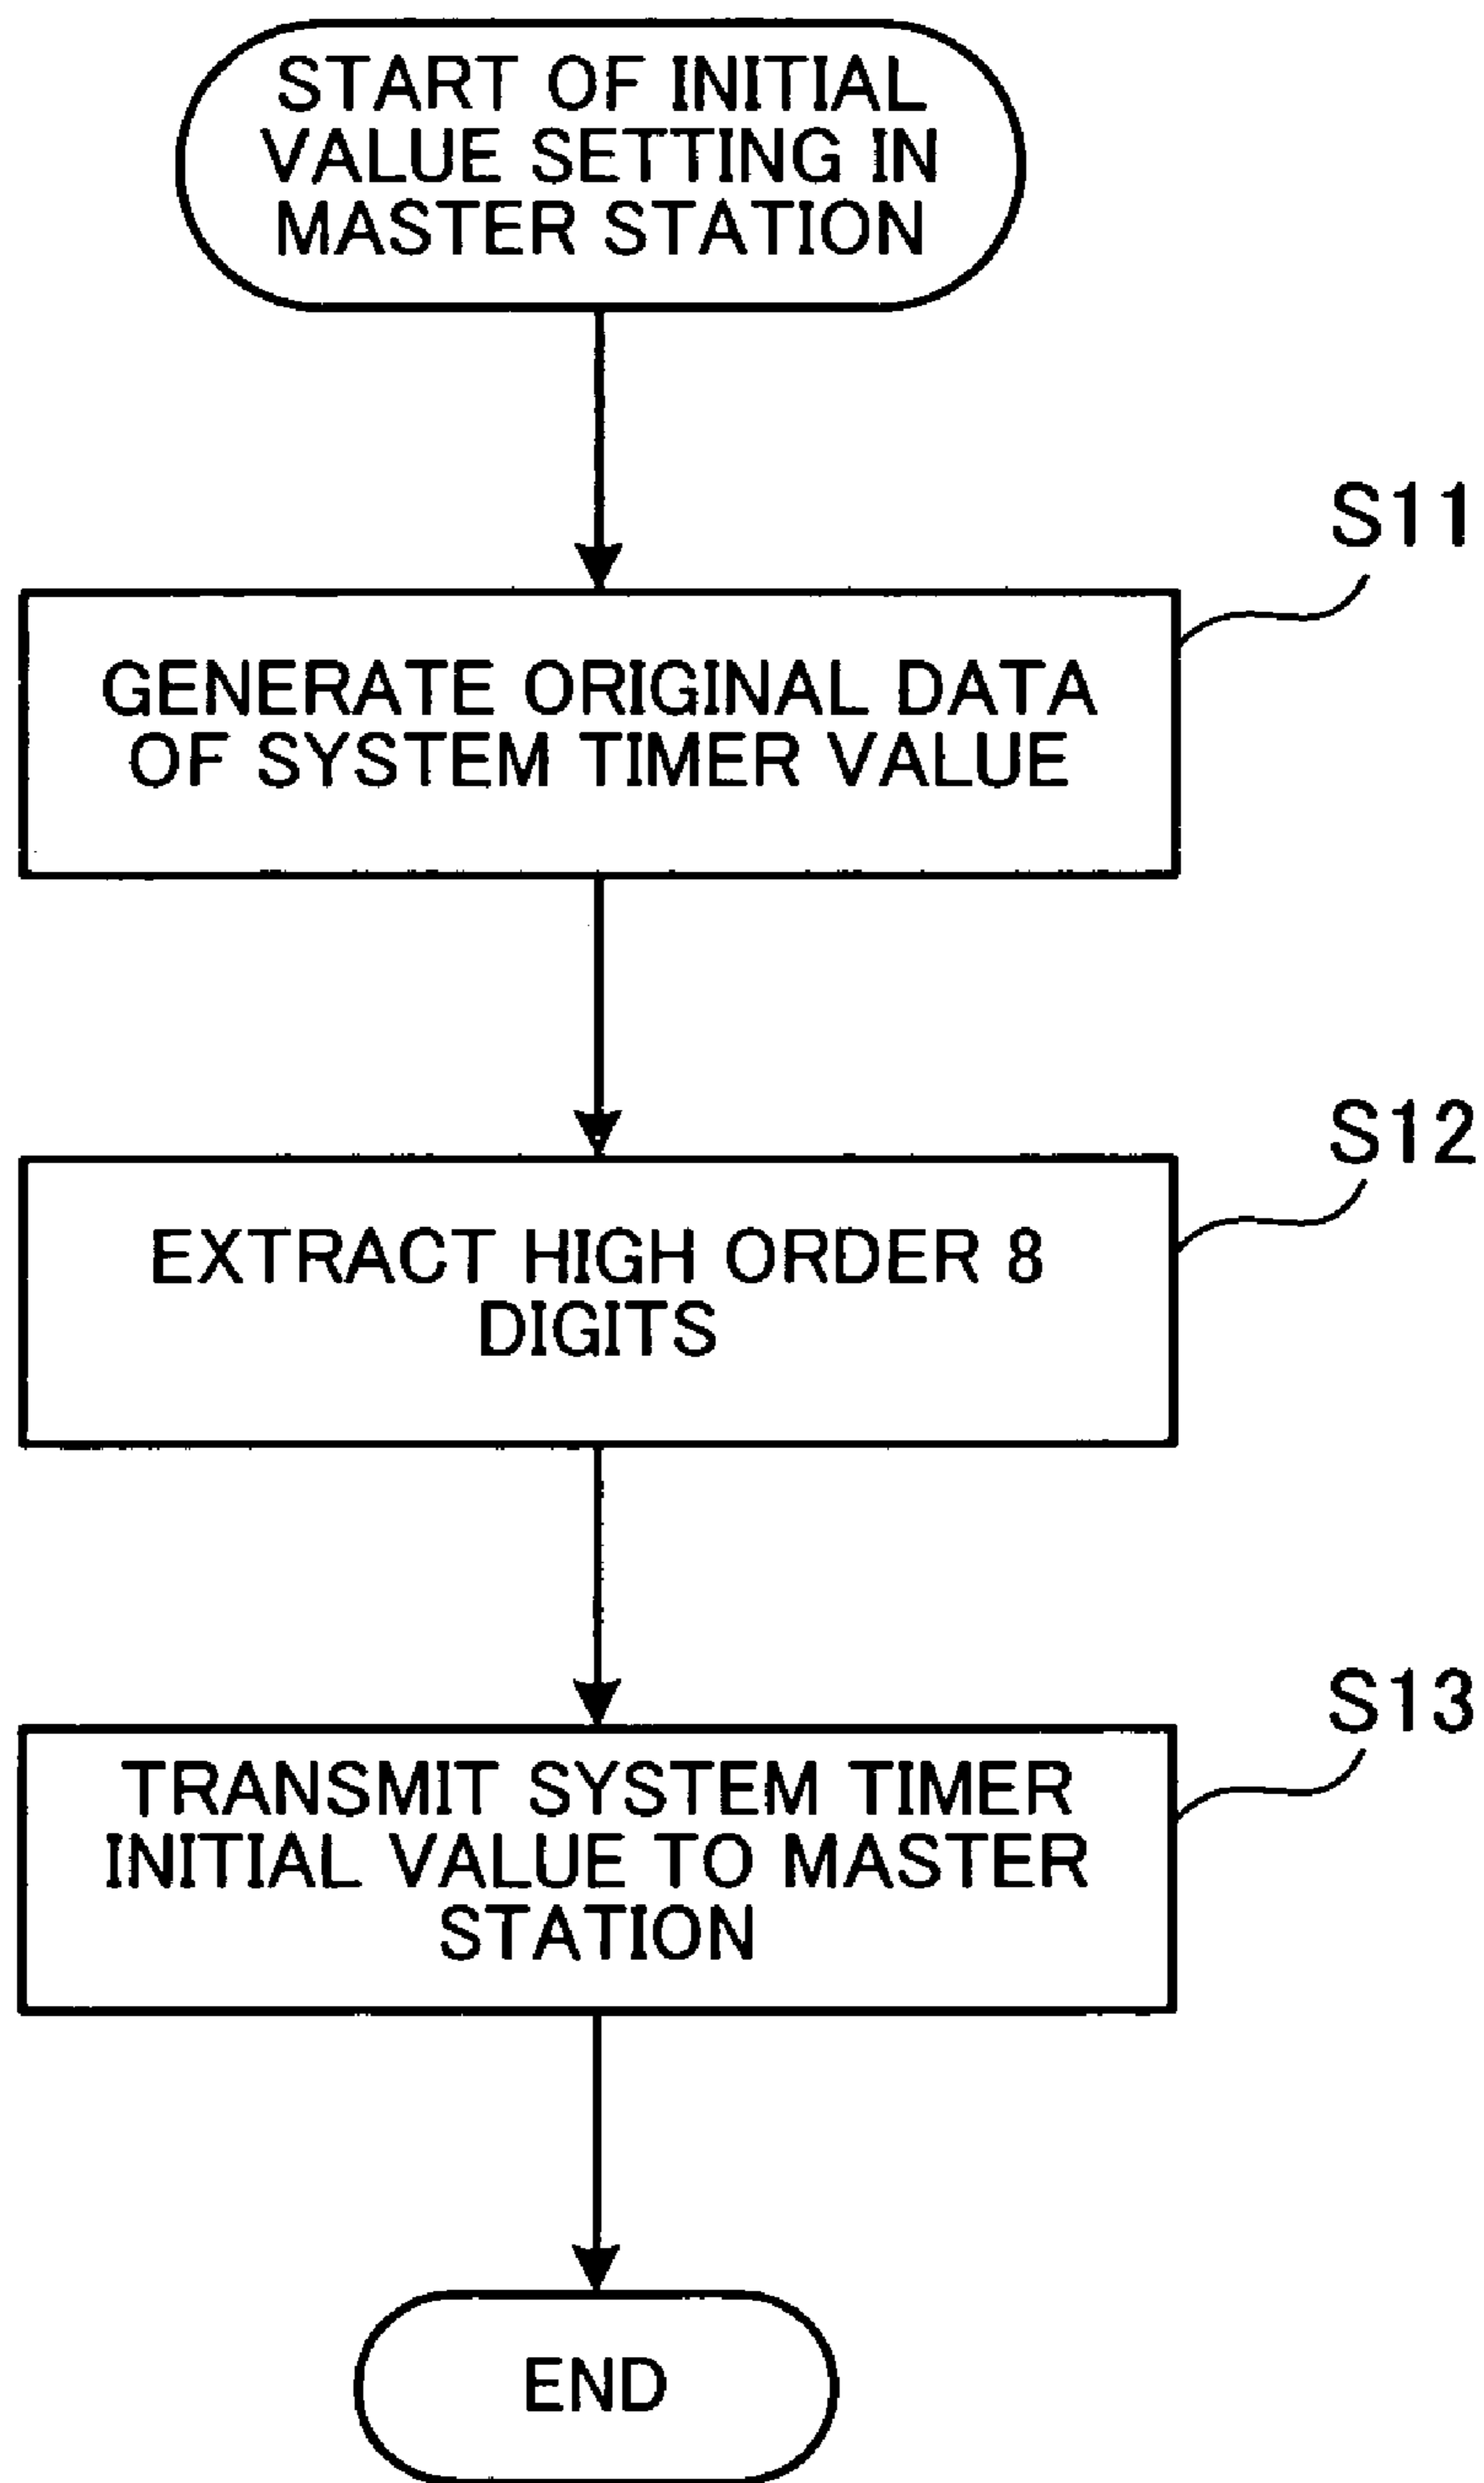 START OF INITIAL
VALUE SETTING IN
MASTER STATION
S11
GENERATE ORIGINAL DATA
OF SYSTEM TIMER VALUE
S12
EXTRACT HIGH ORDER 8
DIGITS
S13
TRANSMIT SYSTEM TIMER
INITIAL VALUE TO MASTER
STATION
END